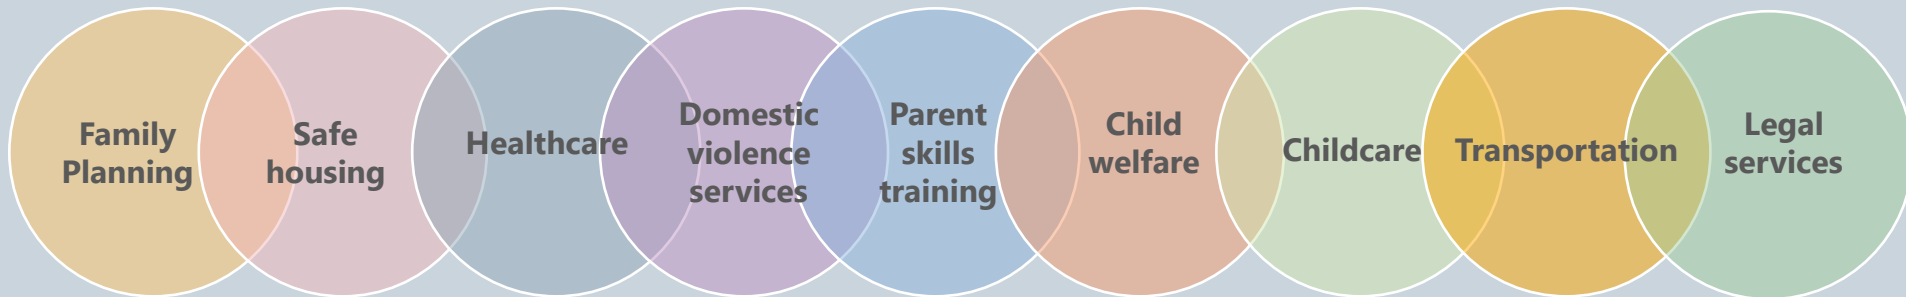 Family
Planning
Safe
housing
Healthcare
Domestic
violence
services
Parent
skills
training
Child
welfare
Childcare
Transportation
Legal
services